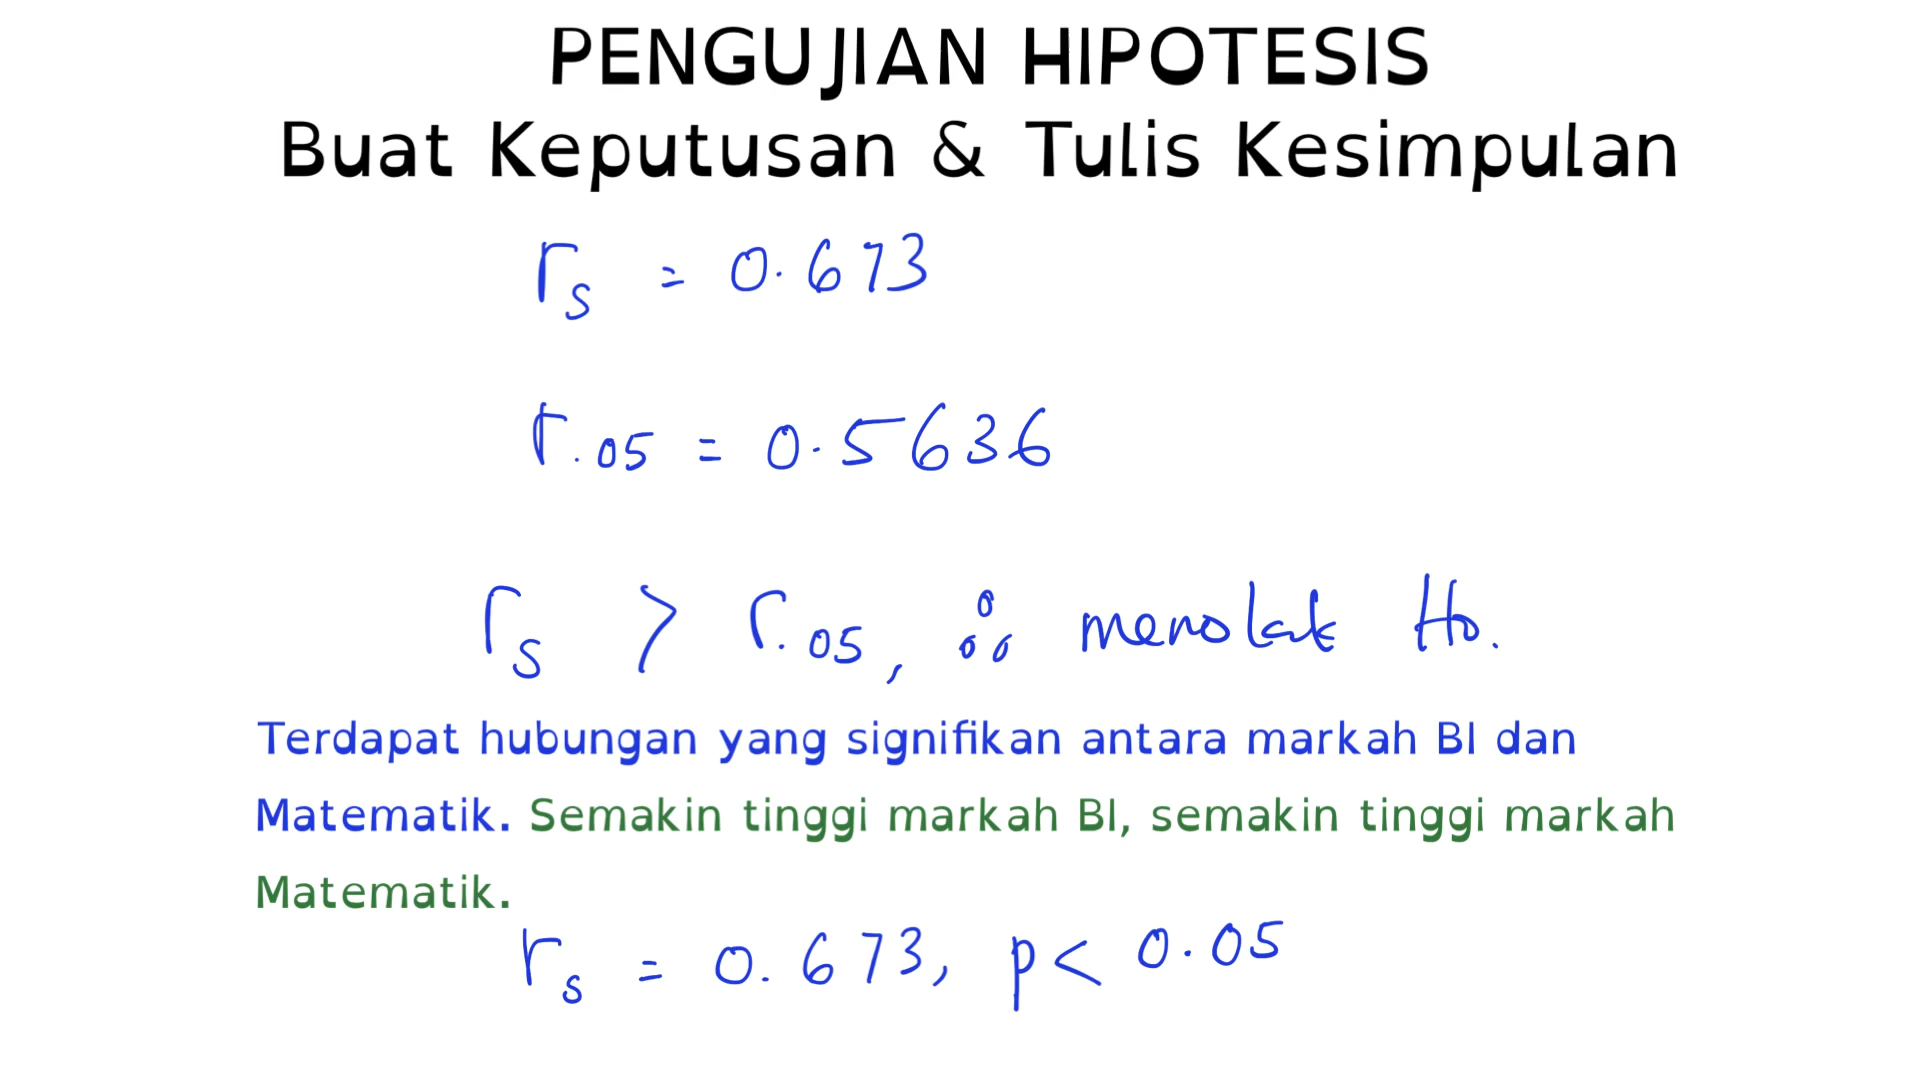 PENGUJIAN HIPOTESIS
Buat Keputusan & Tulis Kesimpulan
rs = 0.673
r.05 = 0.5636
rs > r.05, ∴ menolak Ho.
Terdapat hubungan yang signifikan antara markah BI dan
Matematik. Semakin tinggi markah BI, semakin tinggi markah
Matematik.
rs = 0.673, p< 0.05